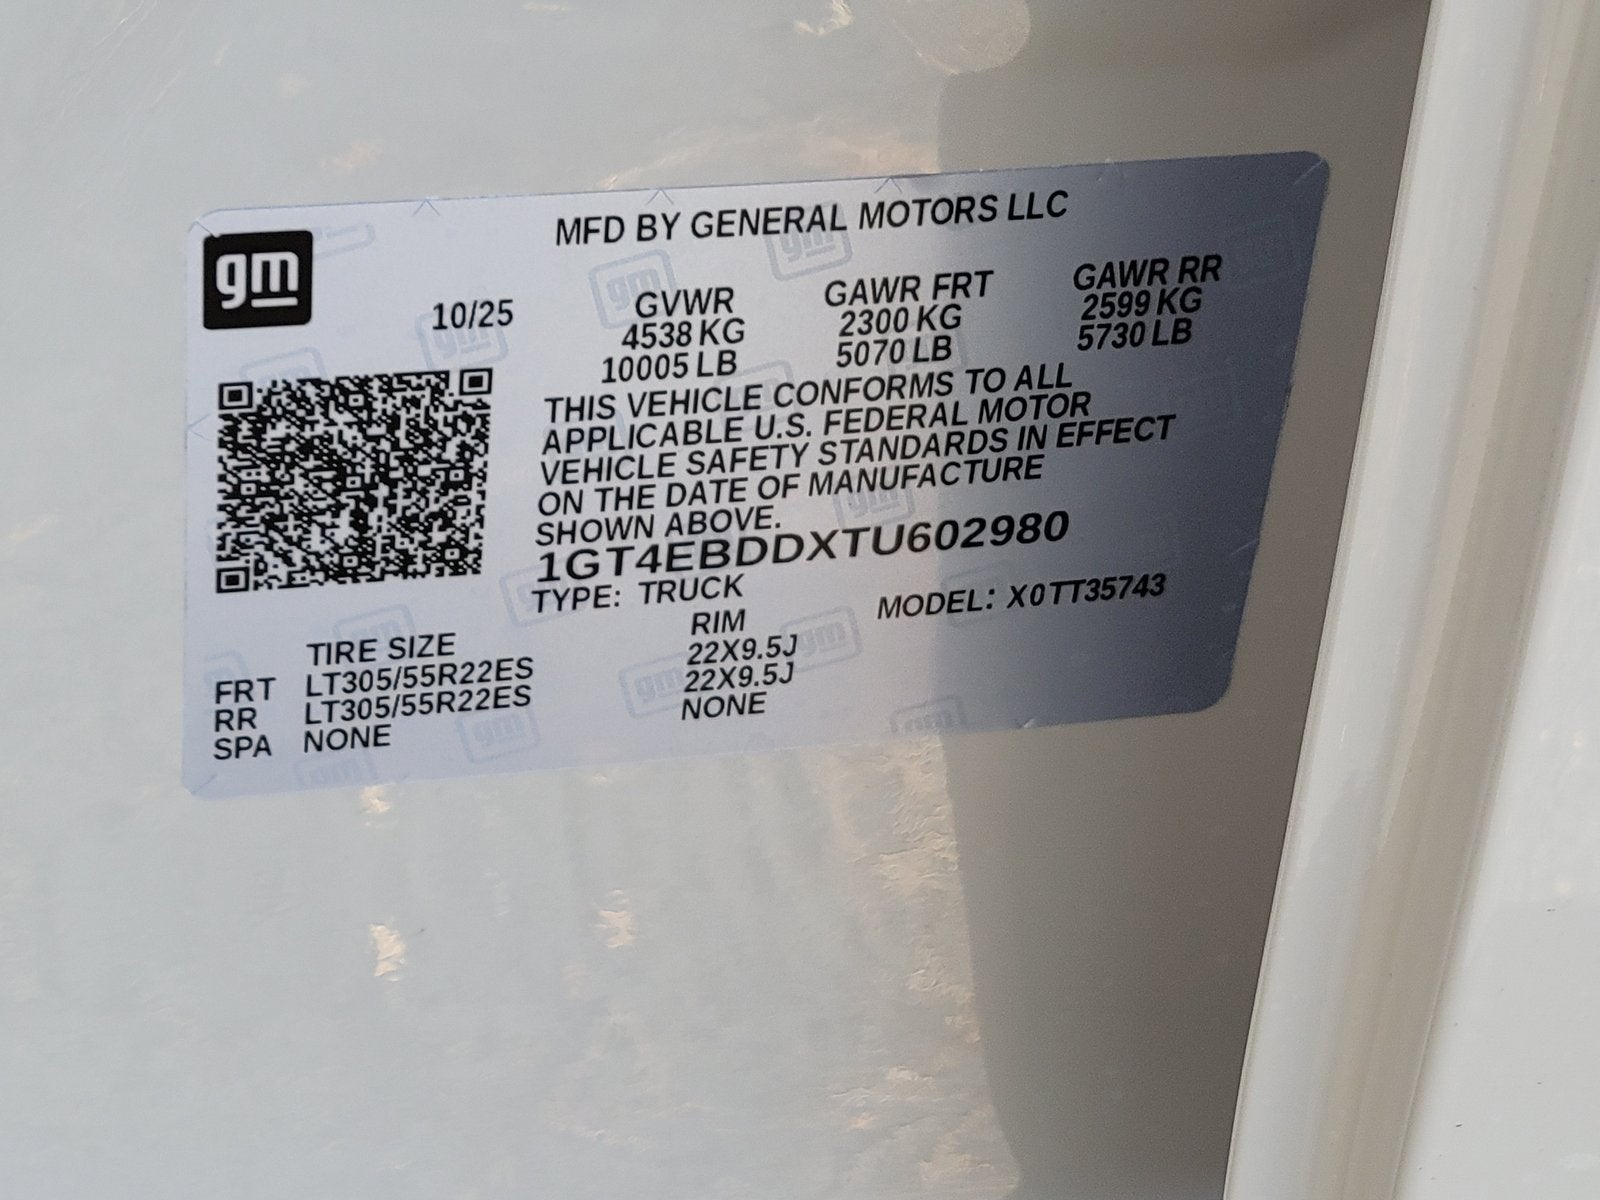 gm
MFD BY GENERAL MOTORS LLC
10/25 GVWR GAWR FRT GAWR RR
4538 KG 2300 KG 2599 KG
10005 LB 5070 LB 5730 LB
THIS VEHICLE CONFORMS TO ALL
APPLICABLE U.S. FEDERAL MOTOR
VEHICLE SAFETY STANDARDS IN EFFECT
ON THE DATE OF MANUFACTURE
SHOWN ABOVE.
1GT4EBDDXTU602980
TYPE: TRUCK MODEL: X0TT35743
TIRE SIZE RIM
FRT LT305/55R22ES 22X9.5J
RR LT305/55R22ES 22X9.5J
SPA NONE NONE